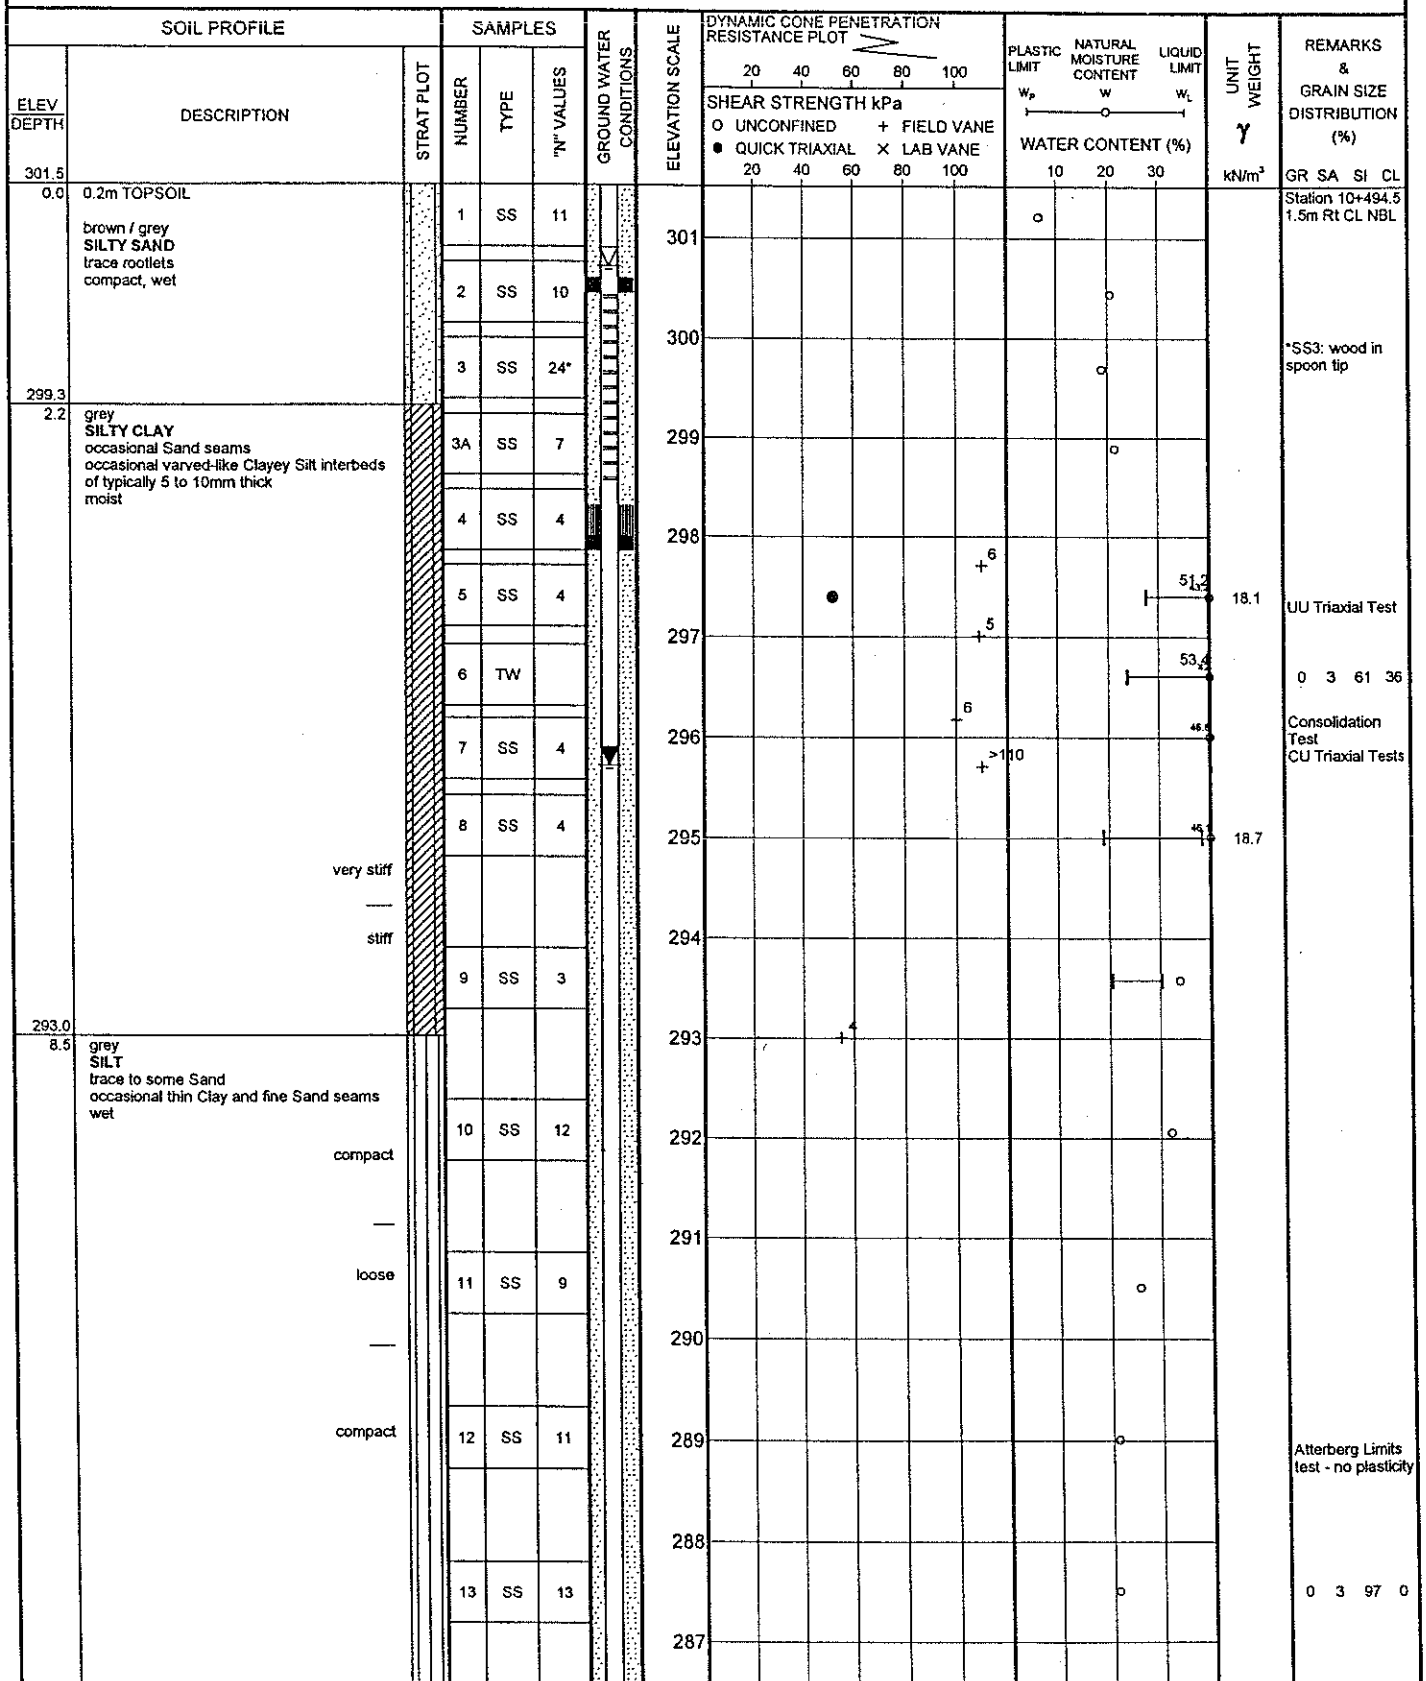 SOIL PROFILE
SAMPLES
ELEV
DEPTH
DESCRIPTION
STRAT PLOT
NUMBER
TYPE
"N" VALUES
GROUND WATER
CONDITIONS
ELEVATION SCALE
DYNAMIC CONE PENETRATION
RESISTANCE PLOT
20 40 60 80 100
SHEAR STRENGTH kPa
O UNCONFINED + FIELD VANE
● QUICK TRIAXIAL × LAB VANE
20 40 60 80 100
PLASTIC
LIMIT
NATURAL
MOISTURE
CONTENT
LIQUID
LIMIT
WP W WL
WATER CONTENT (%)
10 20 30
UNIT
WEIGHT
γ
kN/m³
REMARKS
&
GRAIN SIZE
DISTRIBUTION
(%)
GR SA SI CL
301.5
0.0
0.2m TOPSOIL
brown / grey
SILTY SAND
trace rootlets
compact, wet
1 SS 11
Station 10+494.5
1.5m Rt CL NBL
301
2 SS 10
300
3 SS 24*
*SS3: wood in
spoon tip
299.3
2.2
grey
SILTY CLAY
occasional Sand seams
occasional varved-like Clayey Silt interbeds
of typically 5 to 10mm thick
moist
3A SS 7
299
4 SS 4
298
6
5 SS 4
51.2
18.1
UU Triaxial Test
5
297
6 TW
53.4
0 3 61 36
6
7 SS 4
296
46.5
Consolidation
Test
CU Triaxial Tests
>110
8 SS 4
295
46.1
18.7
very stiff
stiff
294
9 SS 3
293.0
8.5
293
4
grey
SILT
trace to some Sand
occasional thin Clay and fine Sand seams
wet
10 SS 12
292
compact
291
loose
11 SS 9
290
compact
12 SS 11
289
Atterberg Limits
test - no plasticity
288
13 SS 13
0 3 97 0
287